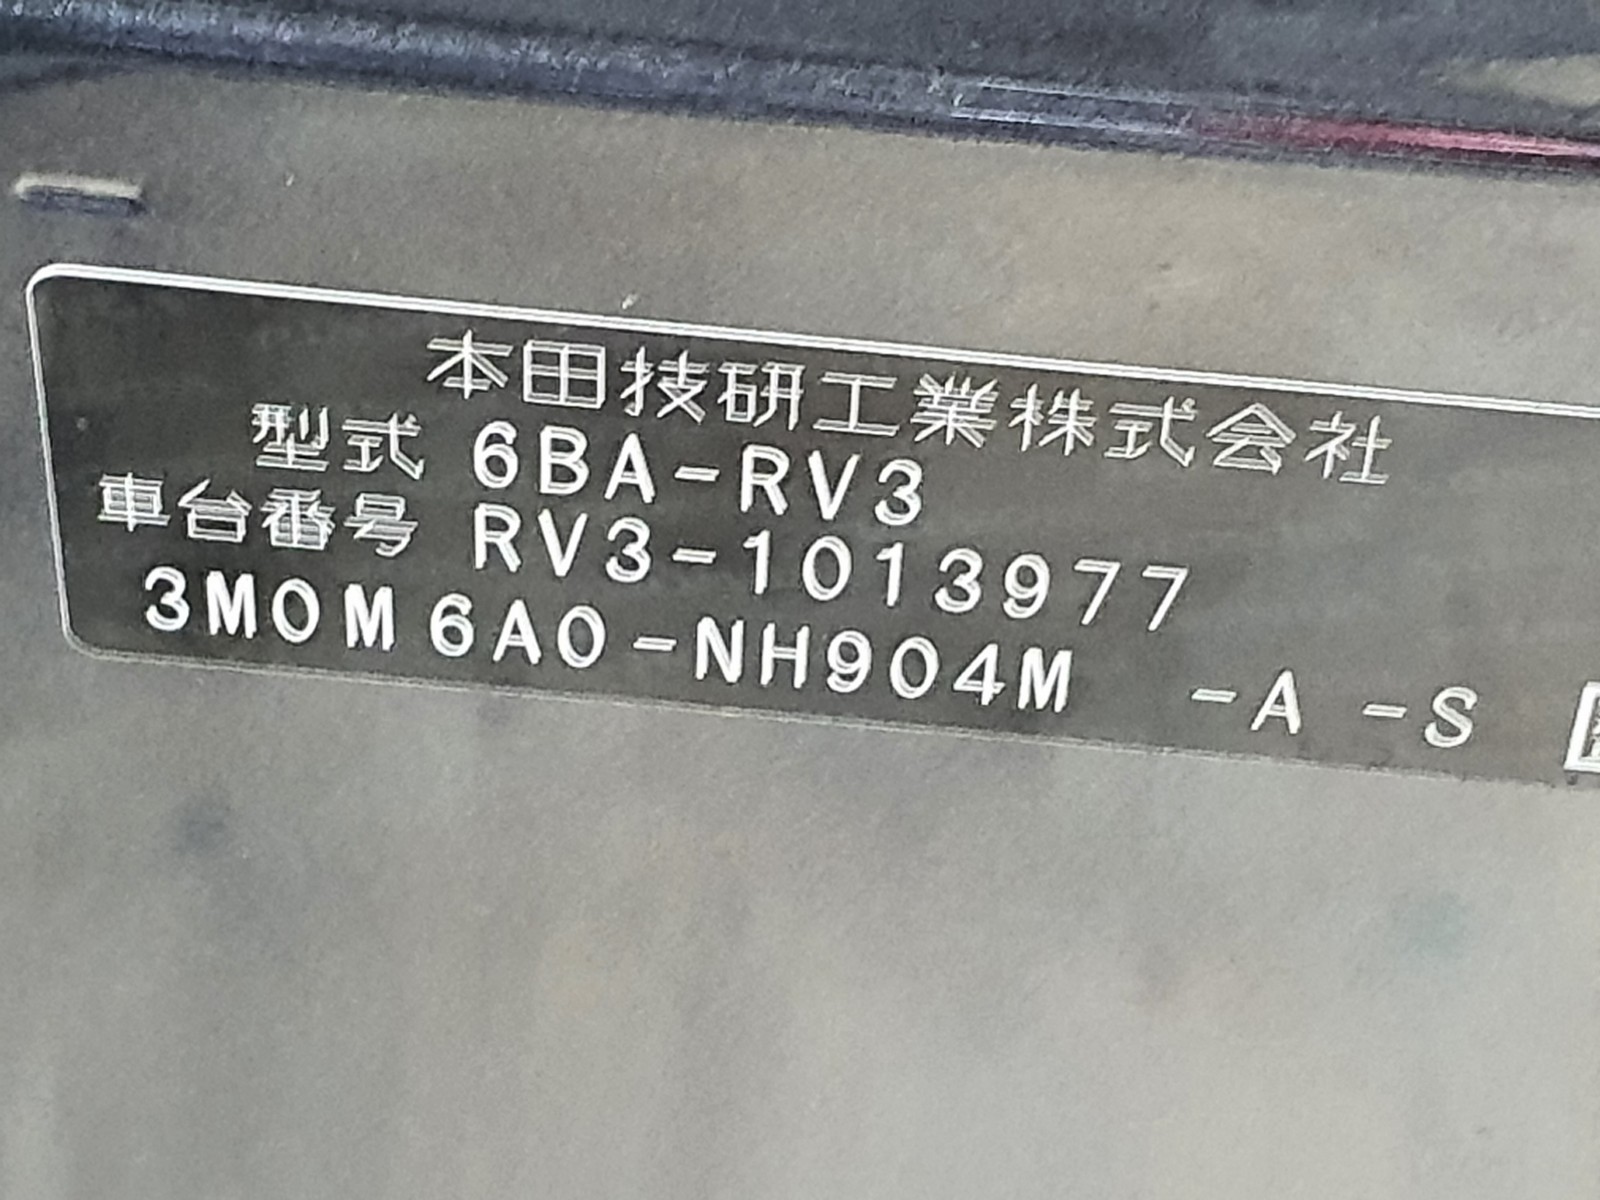 本田技研工業株式会社
型式 6BA-RV3
車台番号 RV3-1013977
3M0M6A0-NH904M -A -S